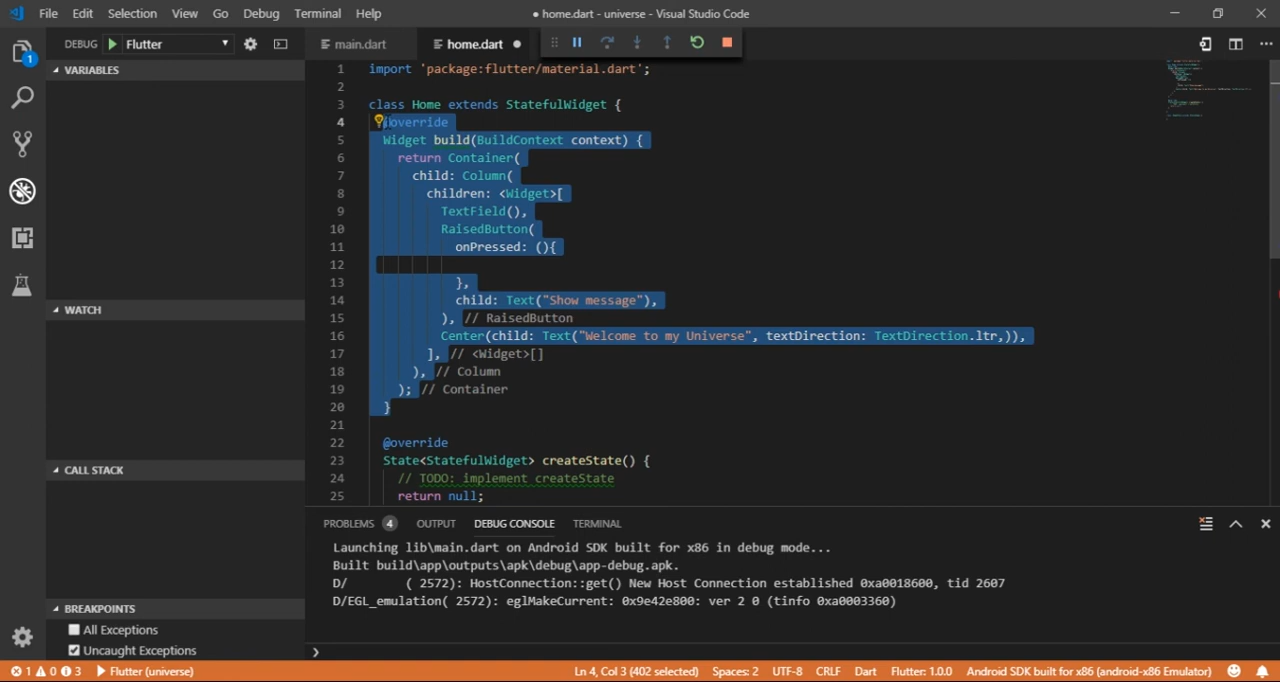 File Edit Selection View Go Debug Terminal Help ● home.dart - universe - Visual Studio Code
DEBUG Flutter main.dart home.dart ●
1
VARIABLES
WATCH
CALL STACK
BREAKPOINTS
All Exceptions
Uncaught Exceptions
1 import 'package:flutter/material.dart';
2
3 class Home extends StatefulWidget {
4 @override
5 Widget build(BuildContext context) {
6 return Container(
7 child: Column(
8 children: <Widget>[
9 TextField(),
10 RaisedButton(
11 onPressed: (){
12
13 },
14 child: Text("Show message"),
15 ), // RaisedButton
16 Center(child: Text("Welcome to my Universe", textDirection: TextDirection.ltr,)),
17 ], // <Widget>[]
18 ), // Column
19 ); // Container
20 }
21
22 @override
23 State<StatefulWidget> createState() {
24 // TODO: implement createState
25 return null;
PROBLEMS 4 OUTPUT DEBUG CONSOLE TERMINAL
Launching lib\main.dart on Android SDK built for x86 in debug mode...
Built build\app\outputs\apk\debug\app-debug.apk.
D/ ( 2572): HostConnection::get() New Host Connection established 0xa0018600, tid 2607
D/EGL_emulation( 2572): eglMakeCurrent: 0x9e42e800: ver 2 0 (tinfo 0xa0003360)
1 0 3 Flutter (universe) Ln 4, Col 3 (402 selected) Spaces: 2 UTF-8 CRLF Dart Flutter: 1.0.0 Android SDK built for x86 (android-x86 Emulator)